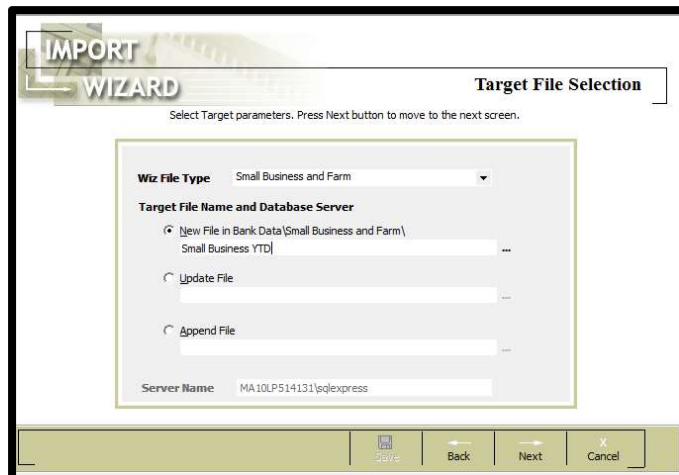 IMPORT
WIZARD
Target File Selection
Select Target parameters. Press Next button to move to the next screen.
Wiz File Type Small Business and Farm
Target File Name and Database Server
New File in Bank Data\Small Business and Farm\
Small Business YTD
...
Update File
...
Append File
...
Server Name MA10LP514131\sqlexpress
Save Back Next X Cancel